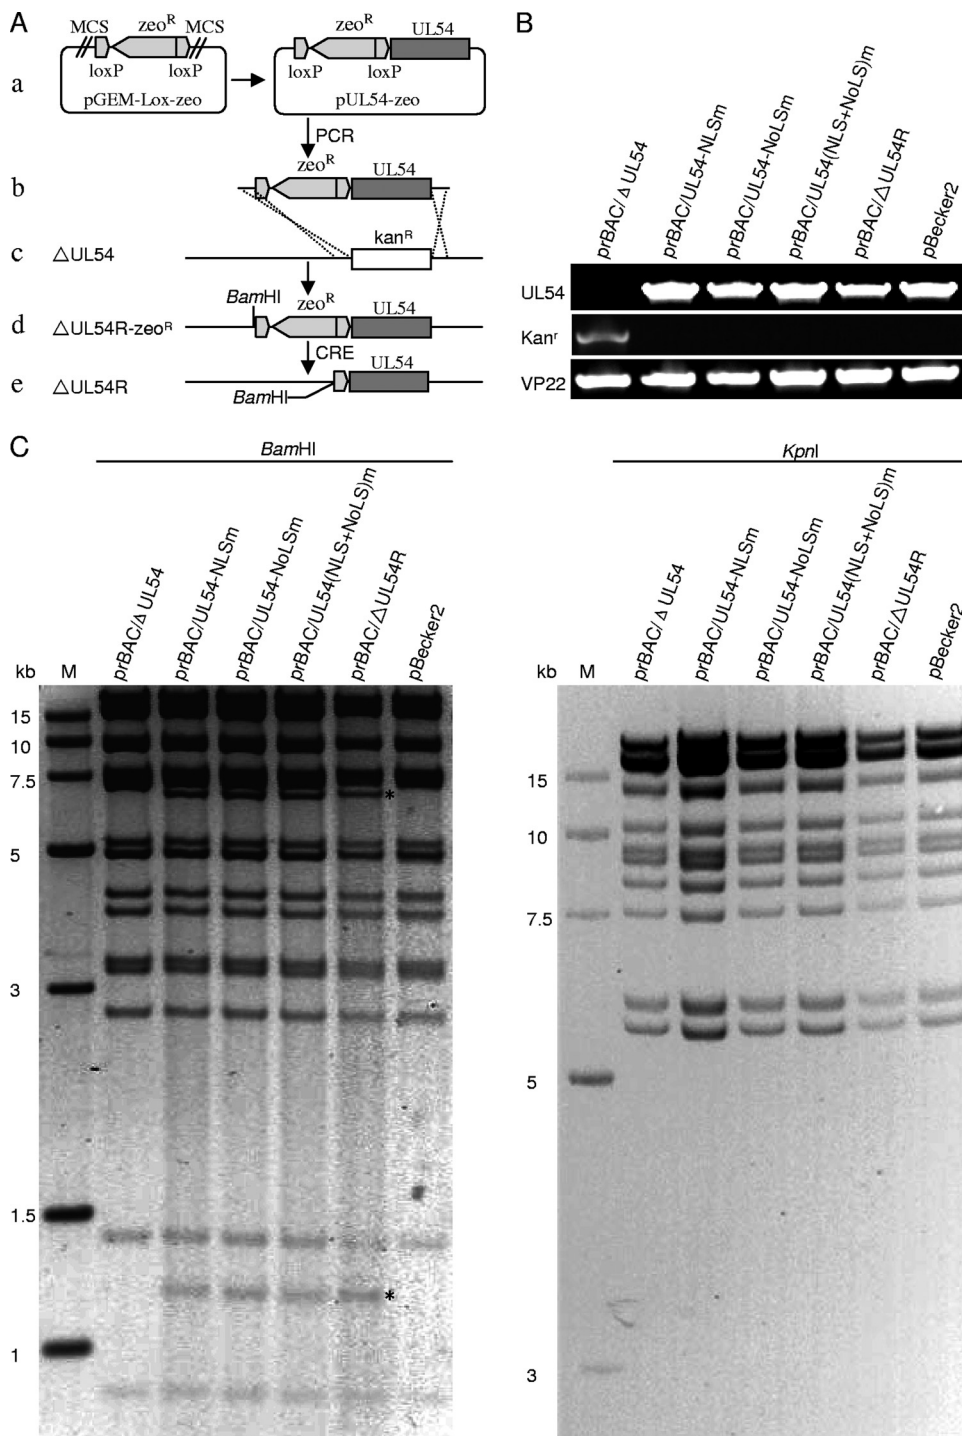 A
MCS zeoR MCS
loxP loxP
pGEM-Lox-zeo
a
zeoR UL54
loxP loxP
pUL54-zeo
PCR
b
zeoR UL54
c △UL54
kanR
d △UL54R-zeoR
BamHI zeoR UL54
CRE
e △UL54R
BamHI UL54
B
prBAC/△UL54
prBAC/UL54-NLSm
prBAC/UL54-NoLSm
prBAC/UL54(NLS+NoLS)m
prBAC/△UL54R
pBecker2
UL54
Kanr
VP22
C
BamHI
prBAC/△UL54
prBAC/UL54-NLSm
prBAC/UL54-NoLSm
prBAC/UL54(NLS+NoLS)m
prBAC/△UL54R
pBecker2
kb M
15
10
7.5
*
5
3
1.5
*
1
KpnI
prBAC/△UL54
prBAC/UL54-NLSm
prBAC/UL54-NoLSm
prBAC/UL54(NLS+NoLS)m
prBAC/△UL54R
pBecker2
kb M
15
10
7.5
5
3